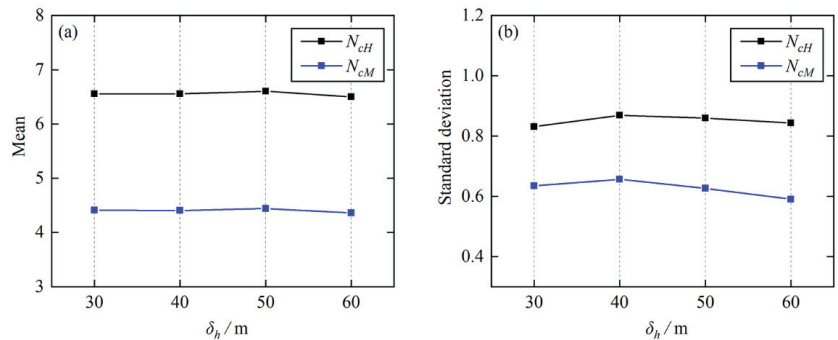 (a)
N_cH
N_cM
Mean
8
7
6
5
4
3
30 40 50 60
δ_h / m
(b)
N_cH
N_cM
Standard deviation
1.2
1.0
0.8
0.6
0.4
30 40 50 60
δ_h / m